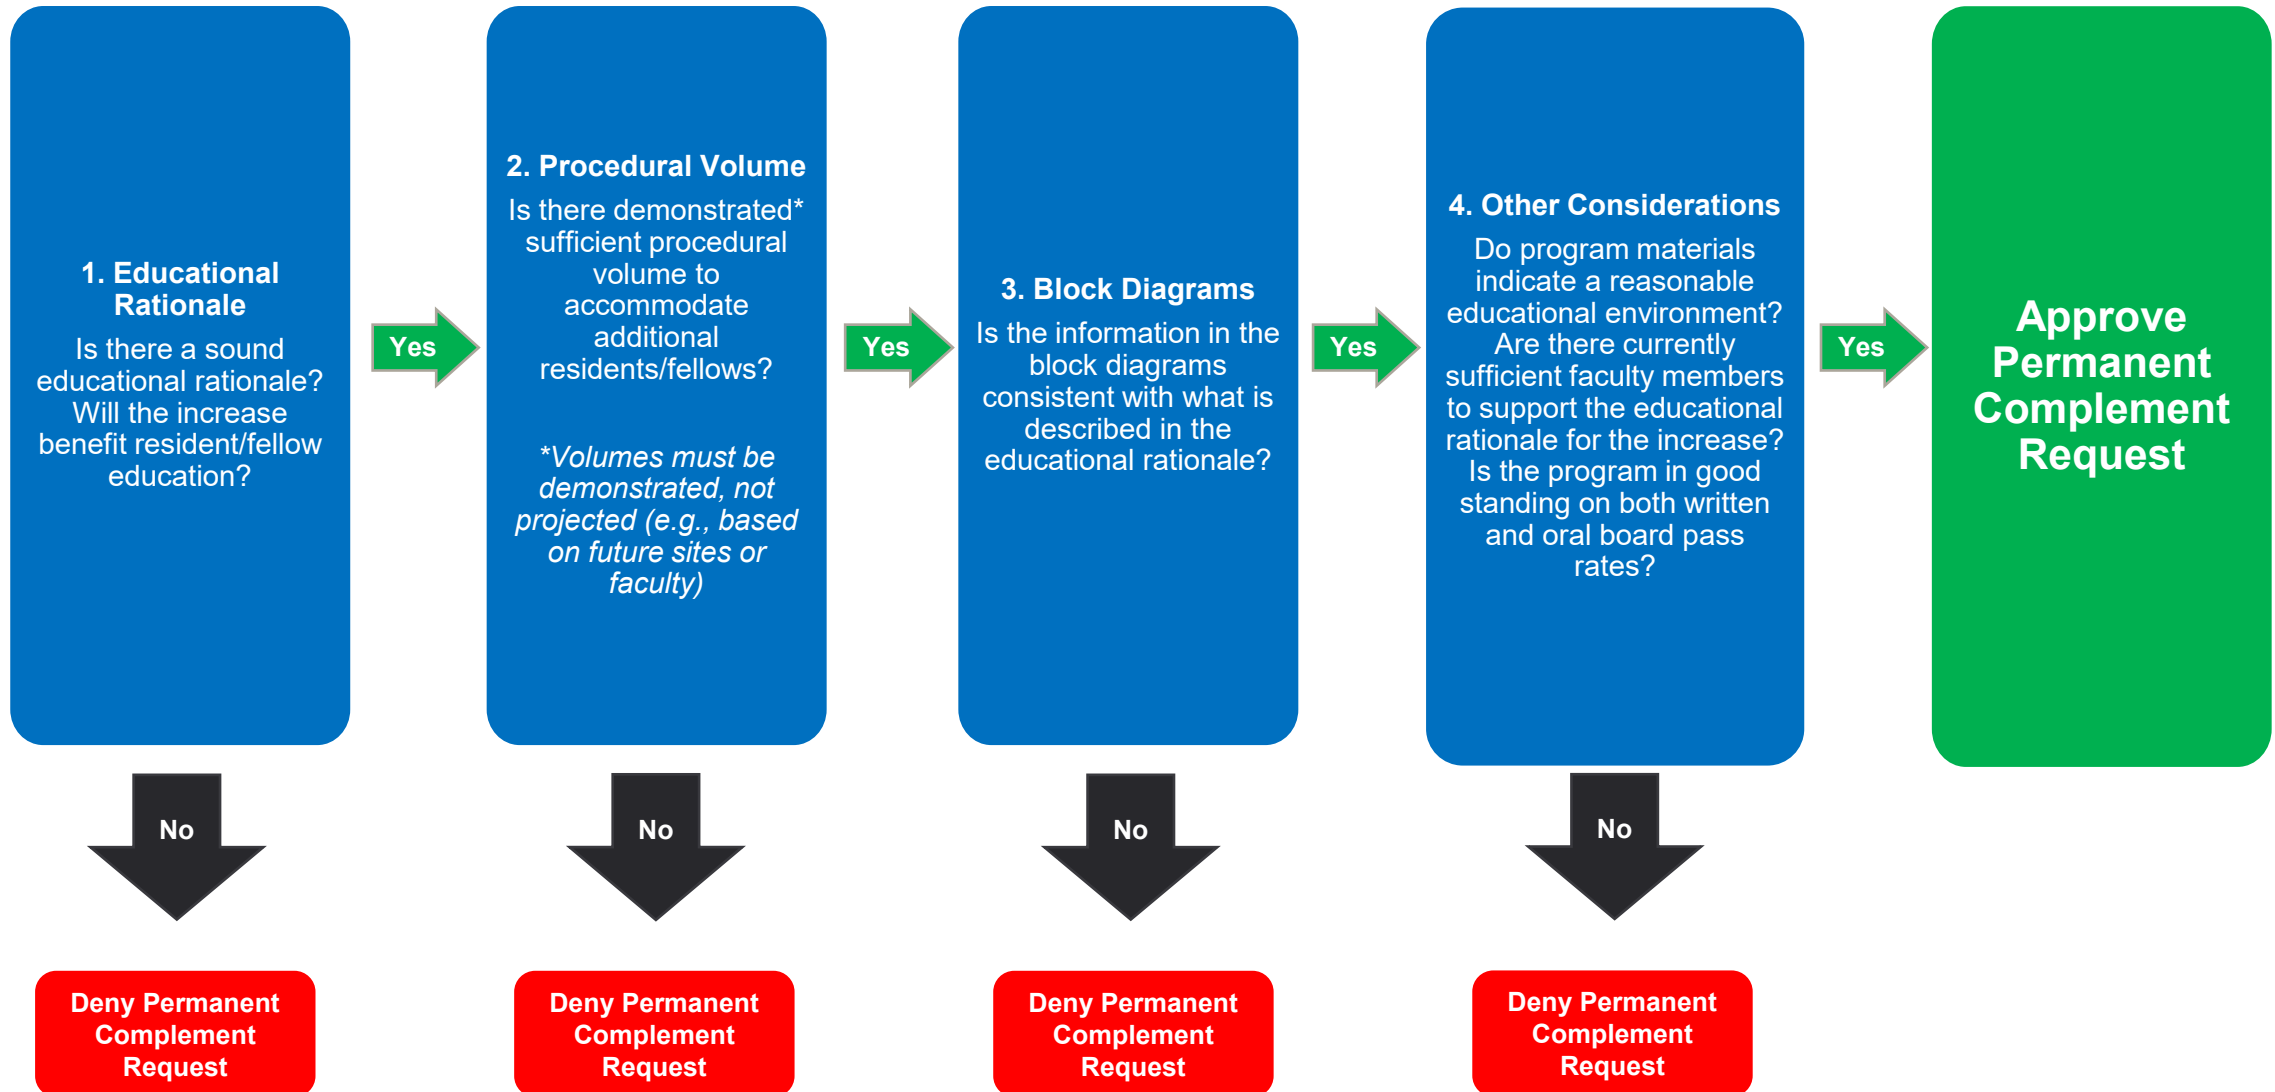 1. Educational
Rationale
Is there a sound
educational rationale?
Will the increase
benefit resident/fellow
education?
Yes
2. Procedural Volume
Is there demonstrated*
sufficient procedural
volume to
accommodate
additional
residents/fellows?
*Volumes must be
demonstrated, not
projected (e.g., based
on future sites or
faculty)
Yes
3. Block Diagrams
Is the information in the
block diagrams
consistent with what is
described in the
educational rationale?
Yes
4. Other Considerations
Do program materials
indicate a reasonable
educational environment?
Are there currently
sufficient faculty members
to support the educational
rationale for the increase?
Is the program in good
standing on both written
and oral board pass
rates?
Yes
Approve
Permanent
Complement
Request
No
No
No
No
Deny Permanent
Complement
Request
Deny Permanent
Complement
Request
Deny Permanent
Complement
Request
Deny Permanent
Complement
Request